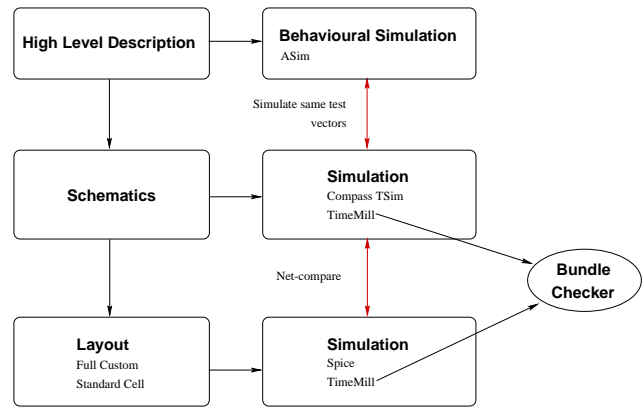 High Level Description
Behavioural Simulation
ASim
Simulate same test
vectors
Schematics
Simulation
Compass TSim
TimeMill
Net-compare
Bundle
Checker
Layout
Full Custom
Standard Cell
Simulation
Spice
TimeMill